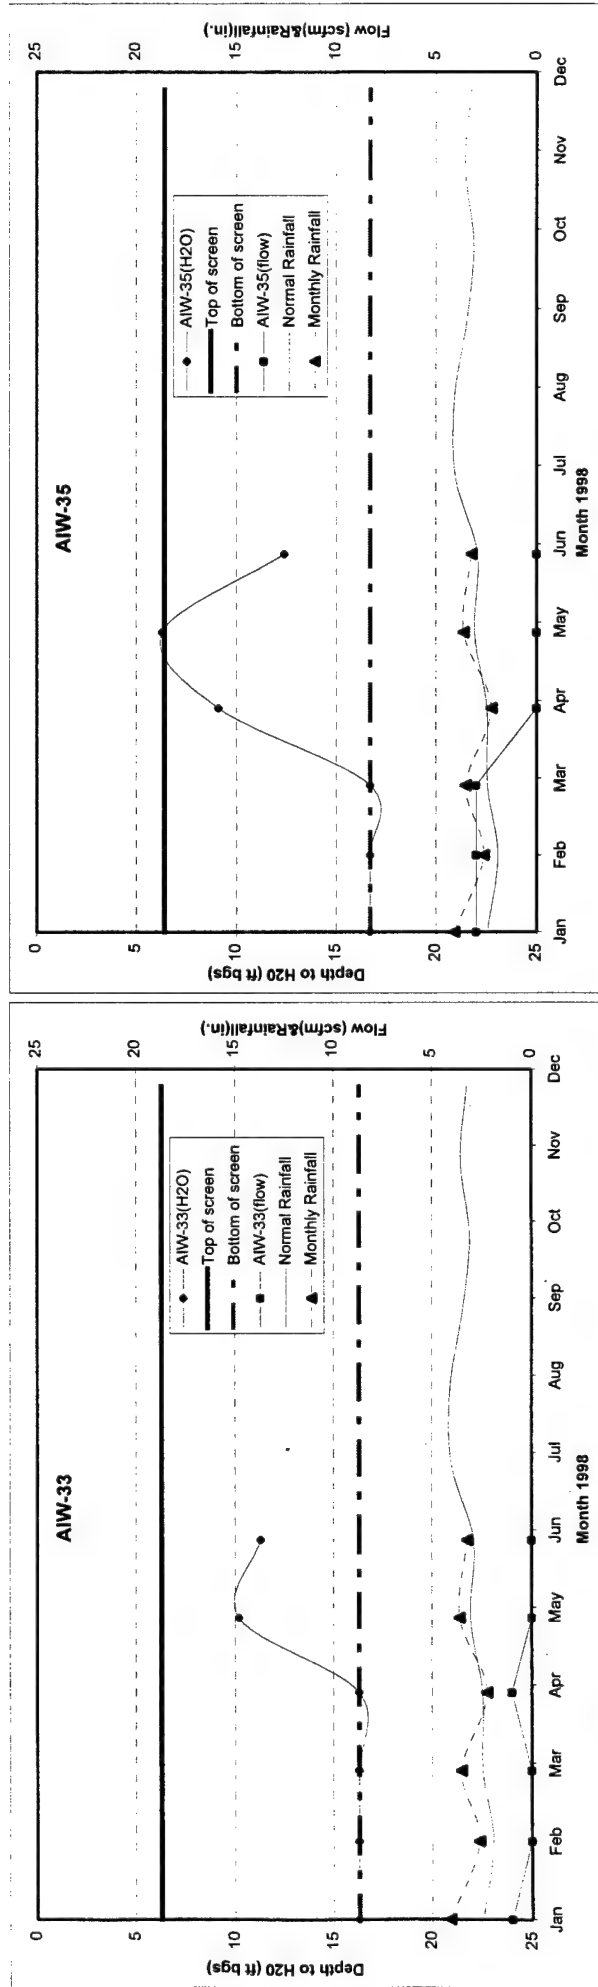 AIW-33
Depth to H20 (ft bgs)
0
5
10
15
20
25
Flow (scfm)&Rainfall(in.)
25
20
15
10
5
0
AIW-33(H2O)
Top of screen
Bottom of screen
AIW-33(flow)
Normal Rainfall
Monthly Rainfall
Jan
Feb
Mar
Apr
May
Jun
Jul
Aug
Sep
Oct
Nov
Dec
Month 1998
AIW-35
Depth to H20 (ft bgs)
0
5
10
15
20
25
Flow (scfm)&Rainfall(in.)
25
20
15
10
5
0
AIW-35(H2O)
Top of screen
Bottom of screen
AIW-35(flow)
Normal Rainfall
Monthly Rainfall
Jan
Feb
Mar
Apr
May
Jun
Jul
Aug
Sep
Oct
Nov
Dec
Month 1998